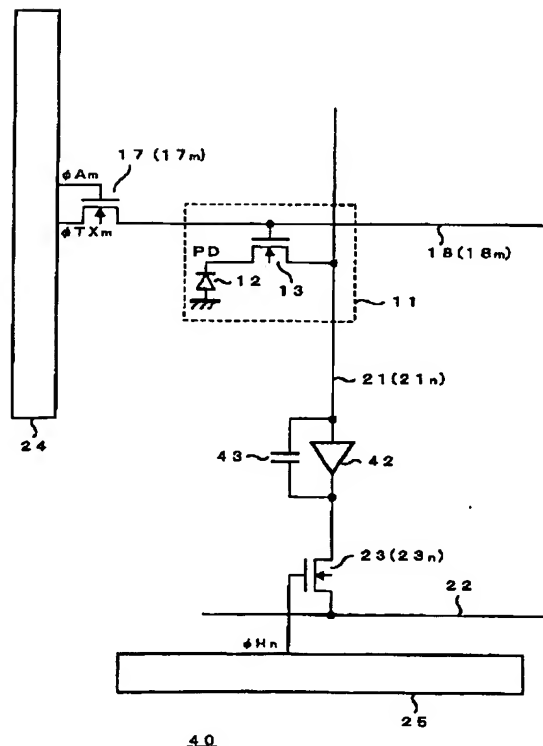 17(17m)
φAm
φTXm
18(18m)
PD
12
13
11
21(21n)
24
43
42
23(23n)
22
φHn
25
40